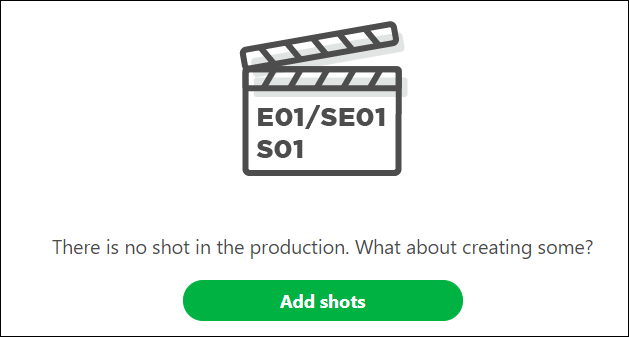 E01/SE01
S01
There is no shot in the production. What about creating some?
Add shots